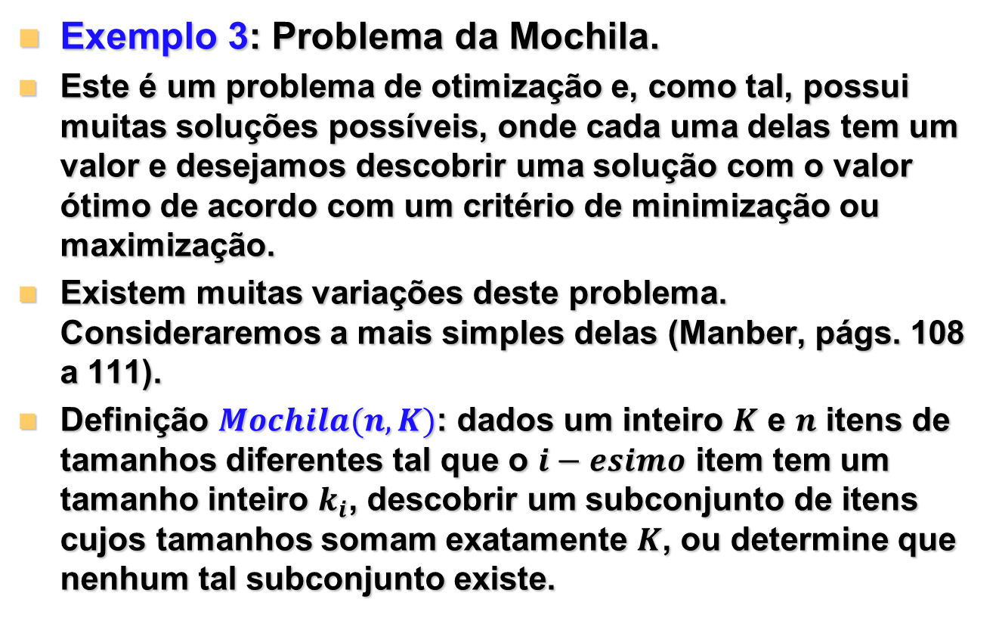 Exemplo 3: Problema da Mochila.
Este é um problema de otimização e, como tal, possui
muitas soluções possíveis, onde cada uma delas tem um
valor e desejamos descobrir uma solução com o valor
ótimo de acordo com um critério de minimização ou
maximização.
Existem muitas variações deste problema.
Consideraremos a mais simples delas (Manber, págs. 108
a 111).
Definição Mochila(n, K): dados um inteiro K e n itens de
tamanhos diferentes tal que o i − esimo item tem um
tamanho inteiro kᵢ, descobrir um subconjunto de itens
cujos tamanhos somam exatamente K, ou determine que
nenhum tal subconjunto existe.